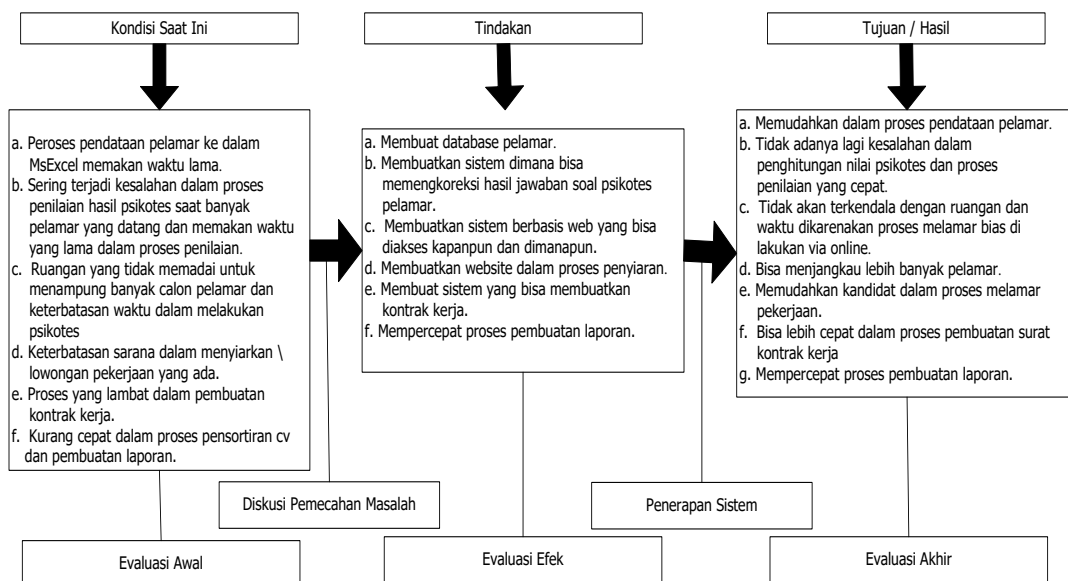 Kondisi Saat Ini
Tindakan
Tujuan / Hasil
a. Peroses pendataan pelamar ke dalam
MsExcel memakan waktu lama.
b. Sering terjadi kesalahan dalam proses
penilaian hasil psikotes saat banyak
pelamar yang datang dan memakan waktu
yang lama dalam proses penilaian.
c. Ruangan yang tidak memadai untuk
menampung banyak calon pelamar dan
keterbatasan waktu dalam melakukan
psikotes
d. Keterbatasan sarana dalam menyiarkan \
lowongan pekerjaan yang ada.
e. Proses yang lambat dalam pembuatan
kontrak kerja.
f. Kurang cepat dalam proses pensortiran cv
dan pembuatan laporan.
a. Membuat database pelamar.
b. Membuatkan sistem dimana bisa
memengkoreksi hasil jawaban soal psikotes
pelamar.
c. Membuatkan sistem berbasis web yang bisa
diakses kapanpun dan dimanapun.
d. Membuatkan website dalam proses penyiaran.
e. Membuat sistem yang bisa membuatkan
kontrak kerja.
f. Mempercepat proses pembuatan laporan.
a. Memudahkan dalam proses pendataan pelamar.
b. Tidak adanya lagi kesalahan dalam
penghitungan nilai psikotes dan proses
penilaian yang cepat.
c. Tidak akan terkendala dengan ruangan dan
waktu dikarenakan proses melamar bias di
lakukan via online.
d. Bisa menjangkau lebih banyak pelamar.
e. Memudahkan kandidat dalam proses melamar
pekerjaan.
f. Bisa lebih cepat dalam proses pembuatan surat
kontrak kerja
g. Mempercepat proses pembuatan laporan.
Diskusi Pemecahan Masalah
Penerapan Sistem
Evaluasi Awal
Evaluasi Efek
Evaluasi Akhir